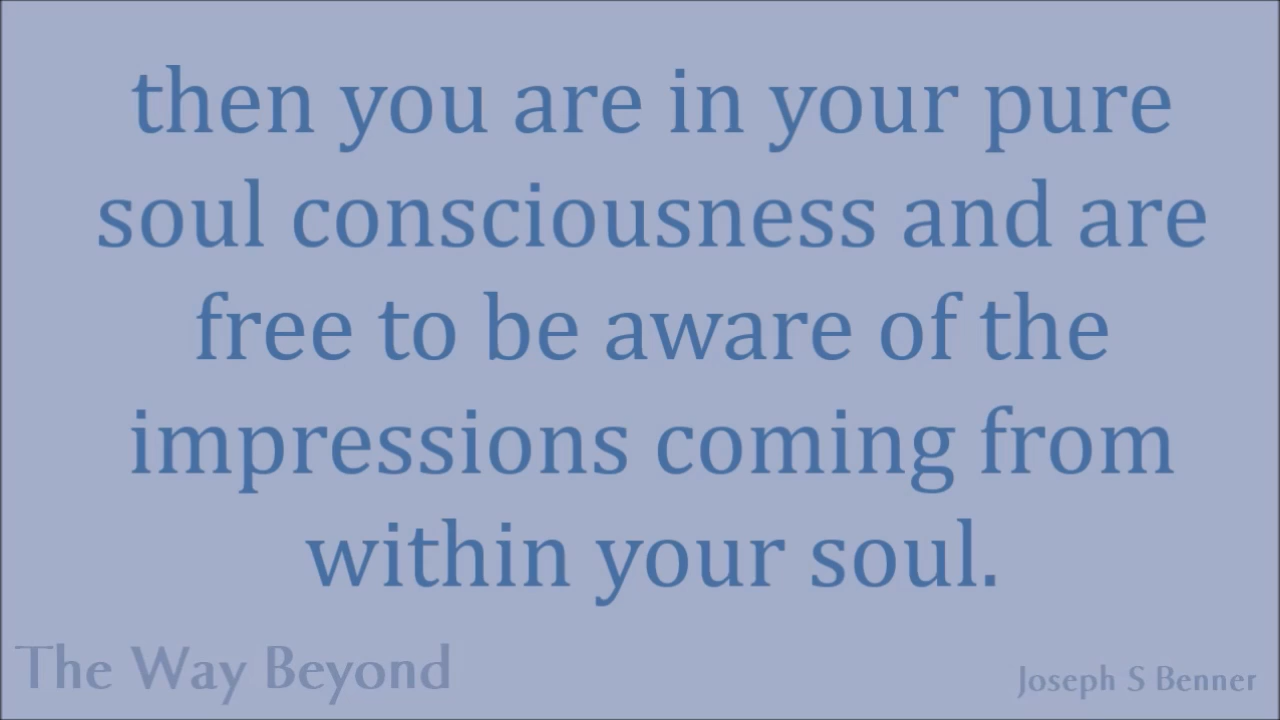 then you are in your pure
soul consciousness and are
free to be aware of the
impressions coming from
within your soul.
The Way Beyond
Joseph S Benner